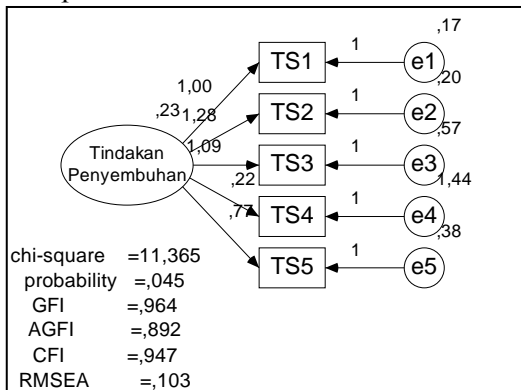 ,17
1
TS1
e1
1,00
,20
,23
1,28
1
TS2
e2
,57
Tindakan
Penyembuhan
1,09
1
TS3
e3
,22
1,44
1
TS4
e4
,77
,38
1
TS5
e5
chi-square =11,365
probability =,045
GFI =,964
AGFI =,892
CFI =,947
RMSEA =,103